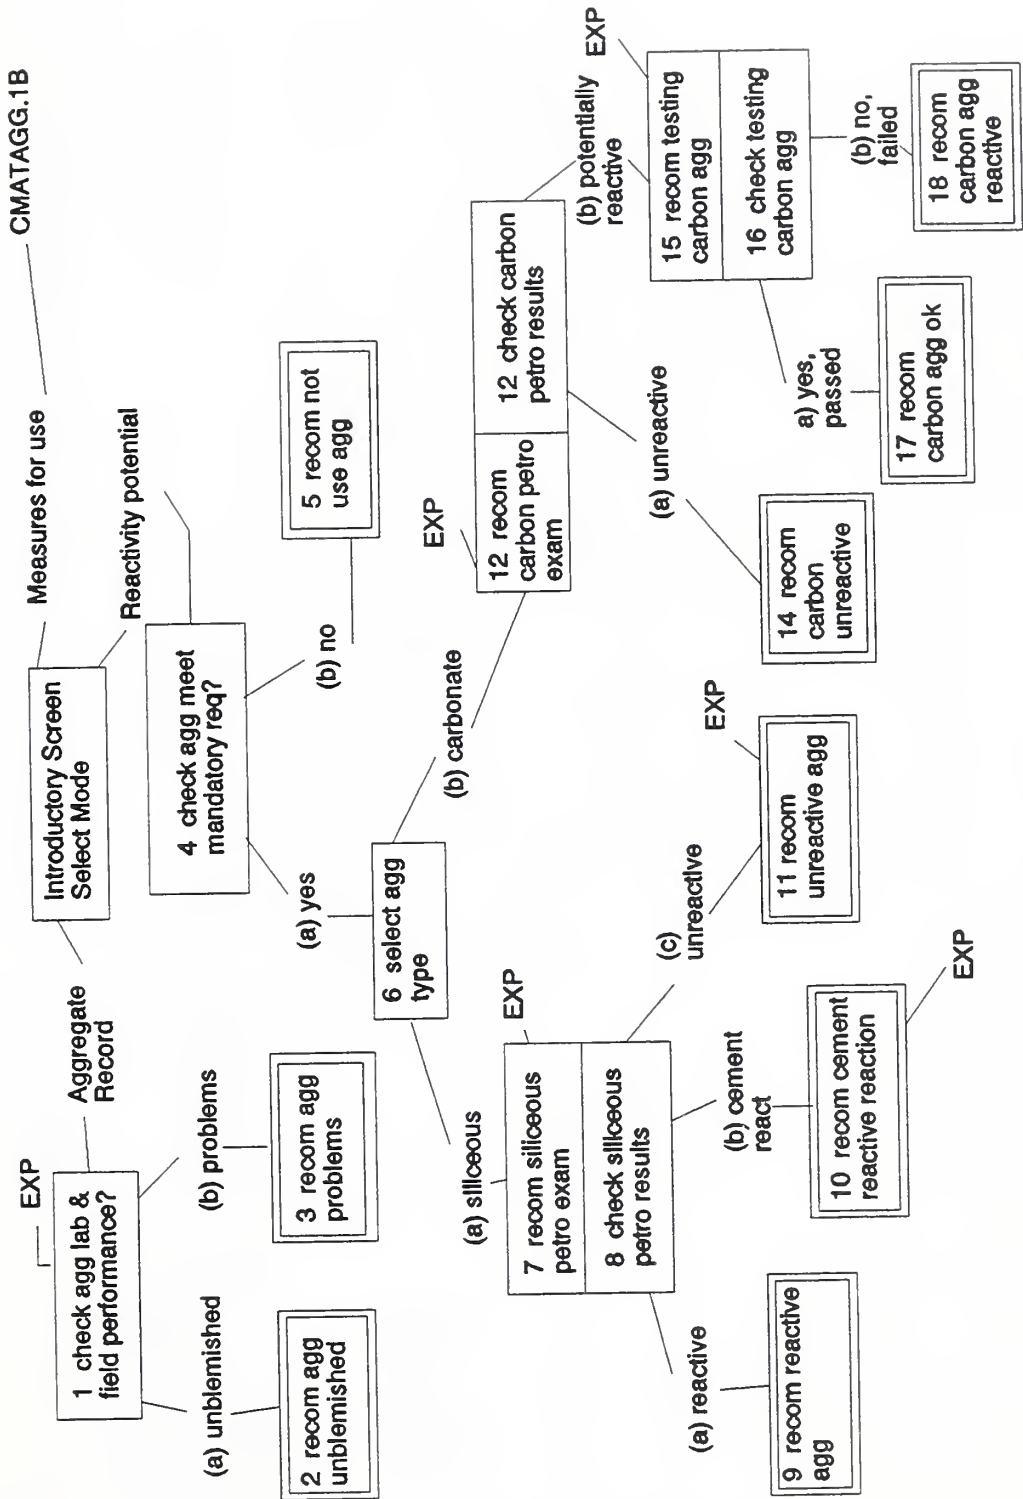 CMATAGG.1B
Measures for use
Introductory Screen
Select Mode
Reactivity potential
Aggregate
Record
EXP
1 check agg lab &
field performance?
(a) unblemished
(b) problems
2 recom agg
unblemished
3 recom agg
problems
4 check agg meet
mandatory req?
(a) yes
(b) no
5 recom not
use agg
6 select agg
type
(a) siliceous
(b) carbonate
EXP
7 recom siliceous
petro exam
8 check siliceous
petro results
(a) reactive
(b) cement
react
(c)
unreactive
9 recom reactive
agg
10 recom cement
reactive reaction
EXP
11 recom
unreactive agg
EXP
EXP
12 recom
carbon petro
exam
12 check carbon
petro results
(a) unreactive
(b) potentially
reactive
14 recom
carbon
unreactive
EXP
15 recom testing
carbon agg
16 check testing
carbon agg
a) yes,
passed
(b) no,
failed
17 recom
carbon agg ok
18 recom
carbon agg
reactive